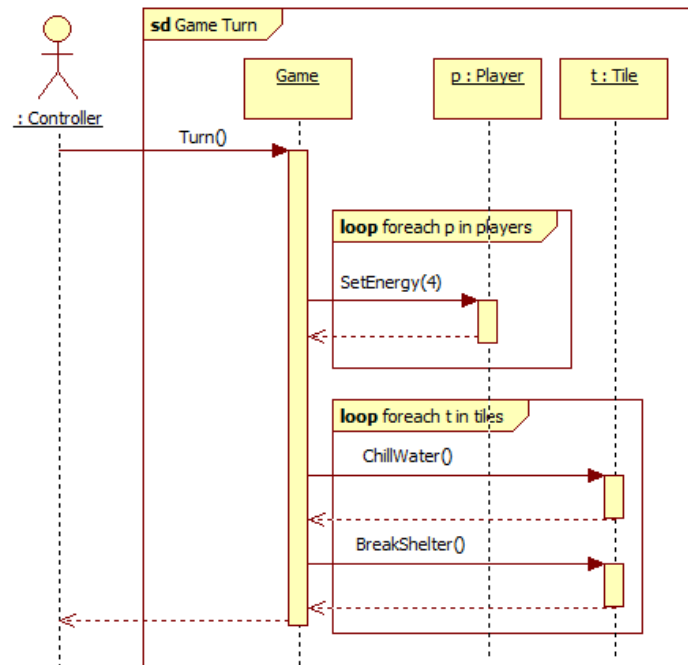 sd Game Turn
Game
p : Player
t : Tile
: Controller
Turn()
loop foreach p in players
SetEnergy(4)
loop foreach t in tiles
ChillWater()
BreakShelter()